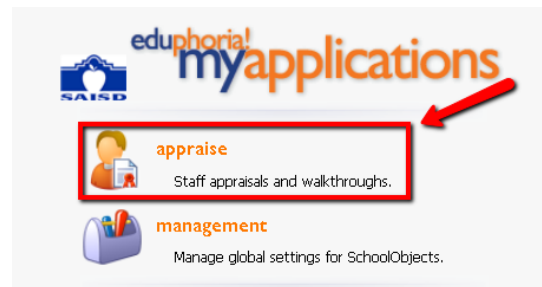 eduphoria!
myapplications
SAISD
appraise
Staff appraisals and walkthroughs.
management
Manage global settings for SchoolObjects.